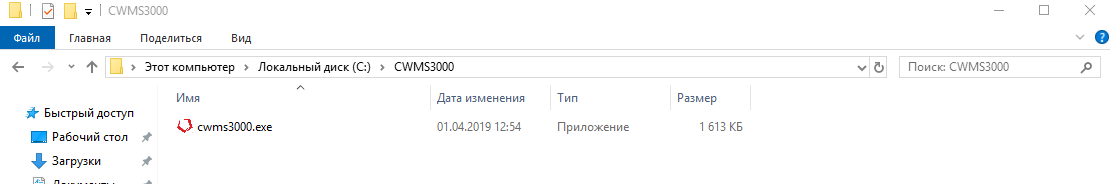 CWMS3000
Файл Главная Поделиться Вид
Этот компьютер Локальный диск (C:) CWMS3000 Поиск: CWMS3000
Имя Дата изменения Тип Размер
Быстрый доступ
cwms3000.exe 01.04.2019 12:54 Приложение 1 613 КБ
Рабочий стол
Загрузки
Документы